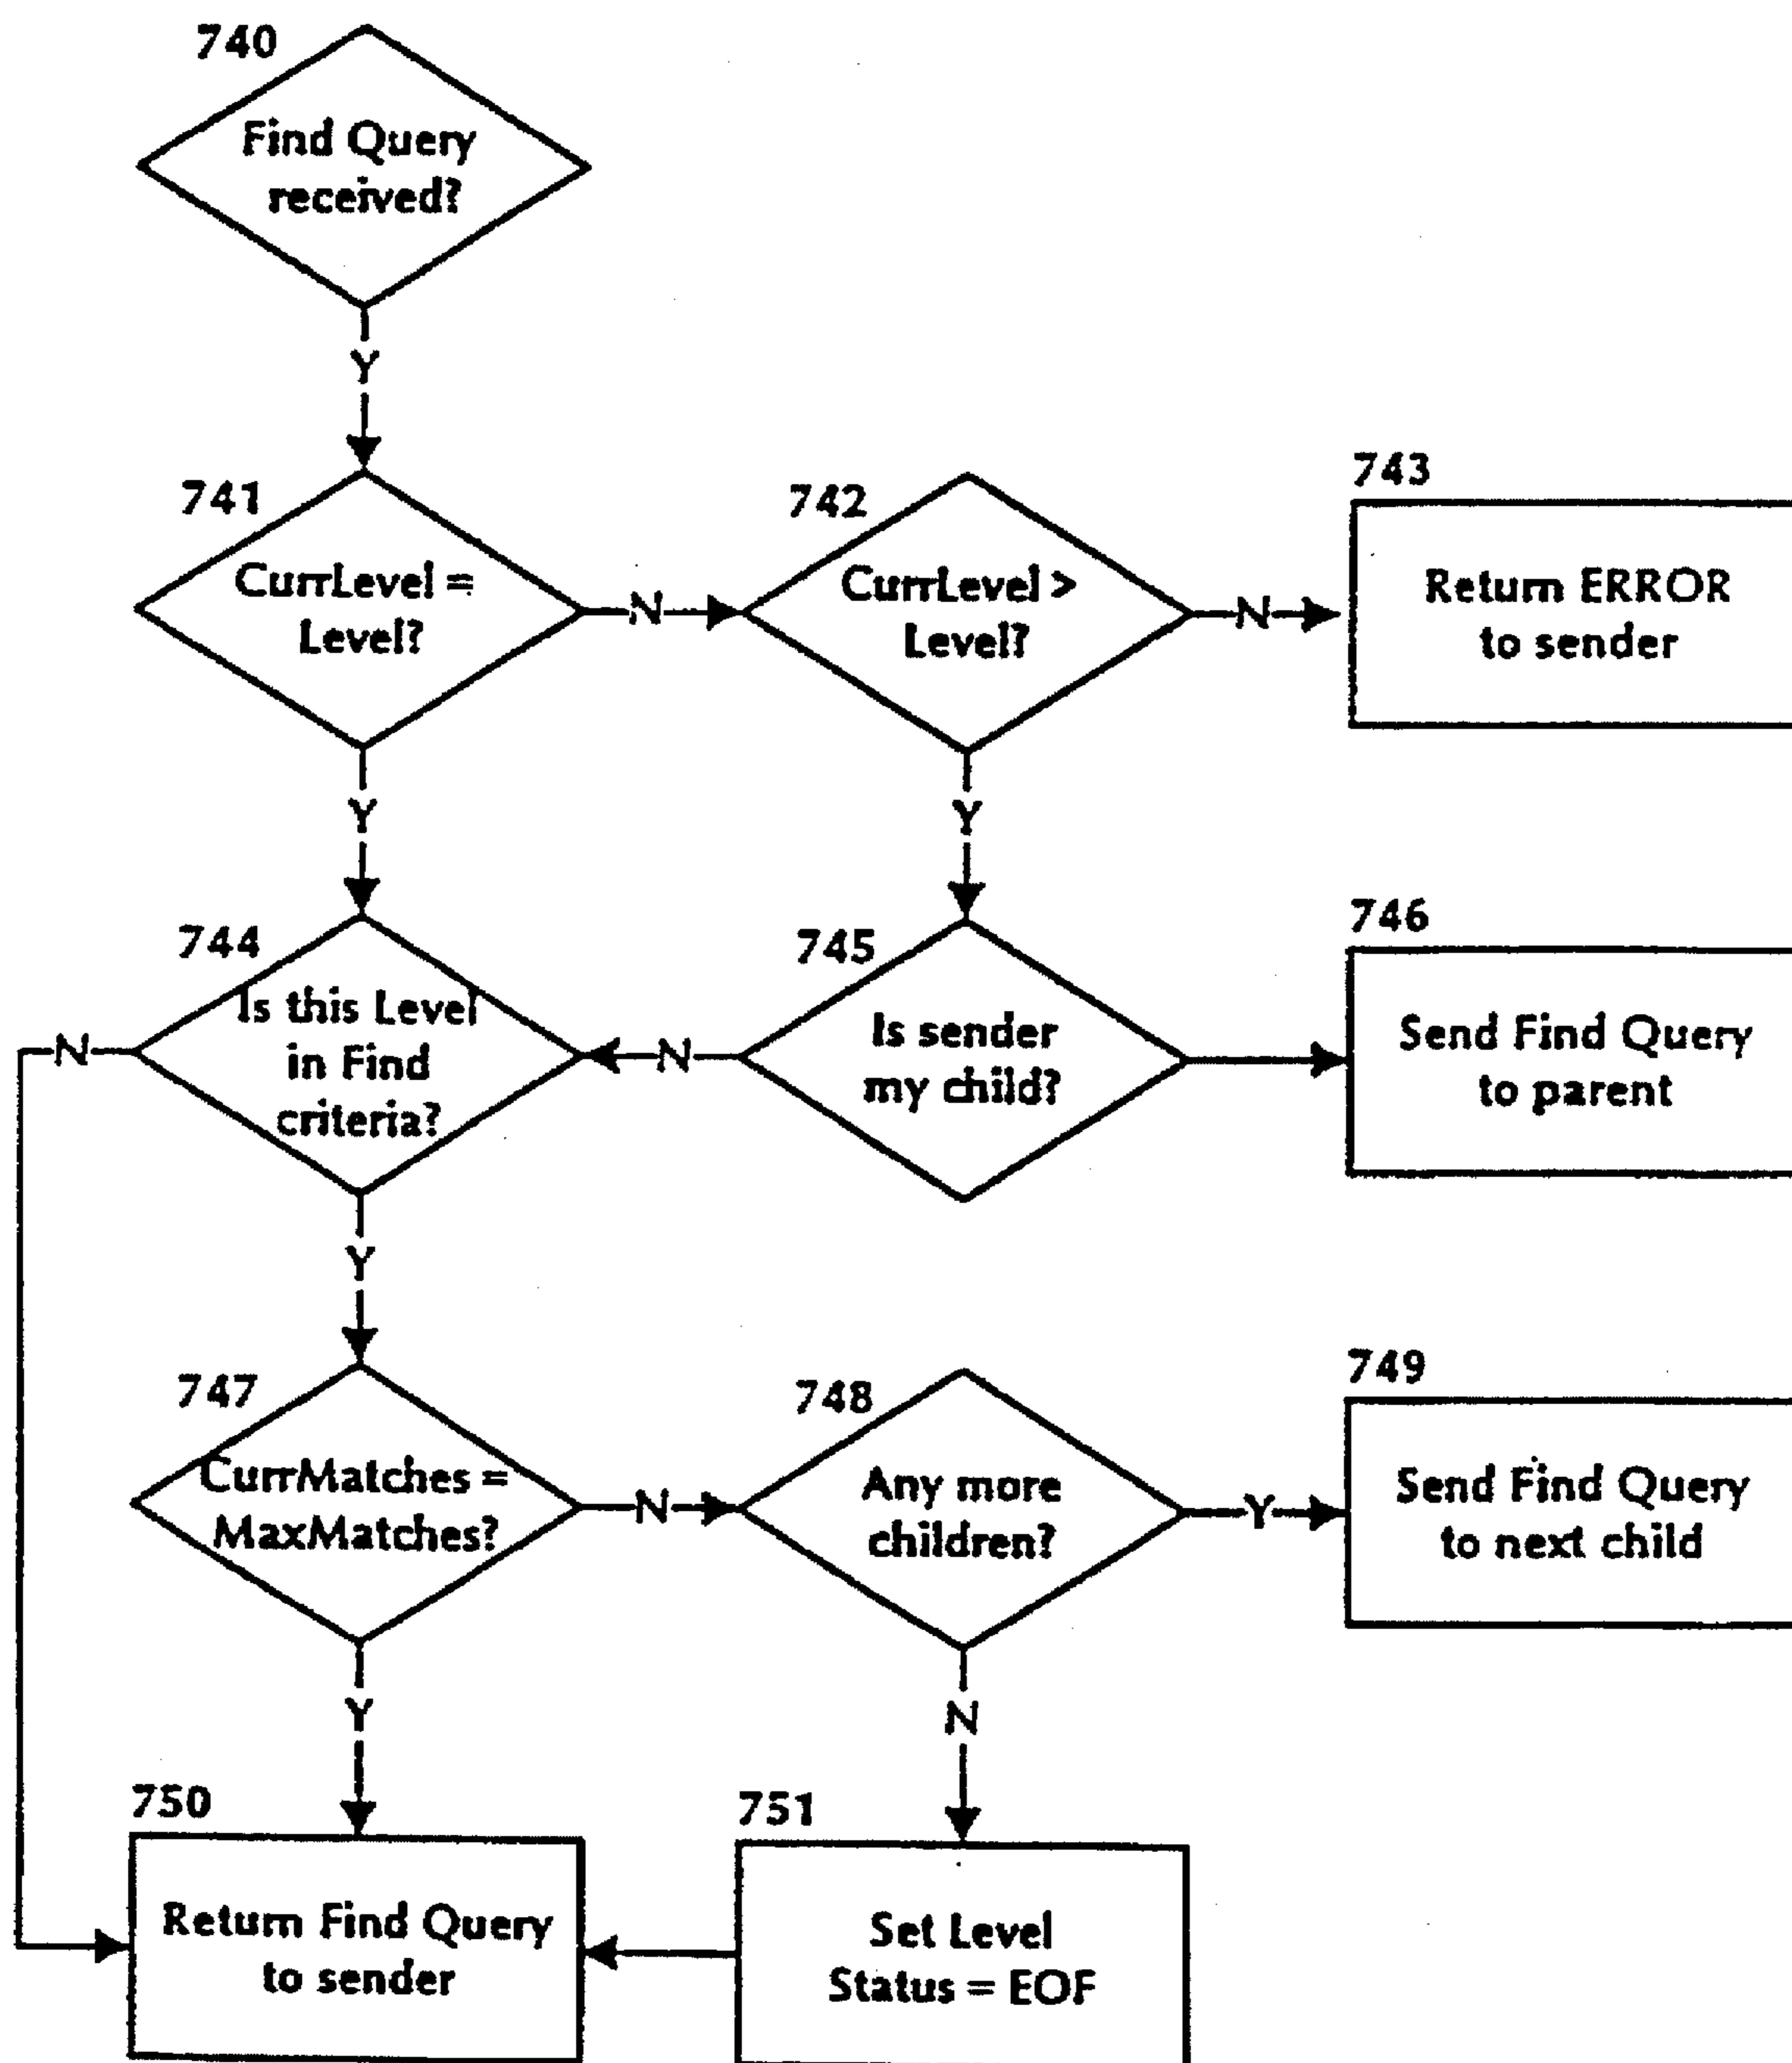 740
Find Query
received?
Y
741
CurrLevel =
Level?
N
742
CurrLevel >
Level?
N
743
Return ERROR
to sender
Y
Y
744
Is this Level
in Find
criteria?
N
N
745
Is sender
my child?
746
Send Find Query
to parent
Y
747
CurrMatches =
MaxMatches?
N
748
Any more
children?
Y
749
Send Find Query
to next child
Y
N
750
Return Find Query
to sender
751
Set Level
Status = EOF